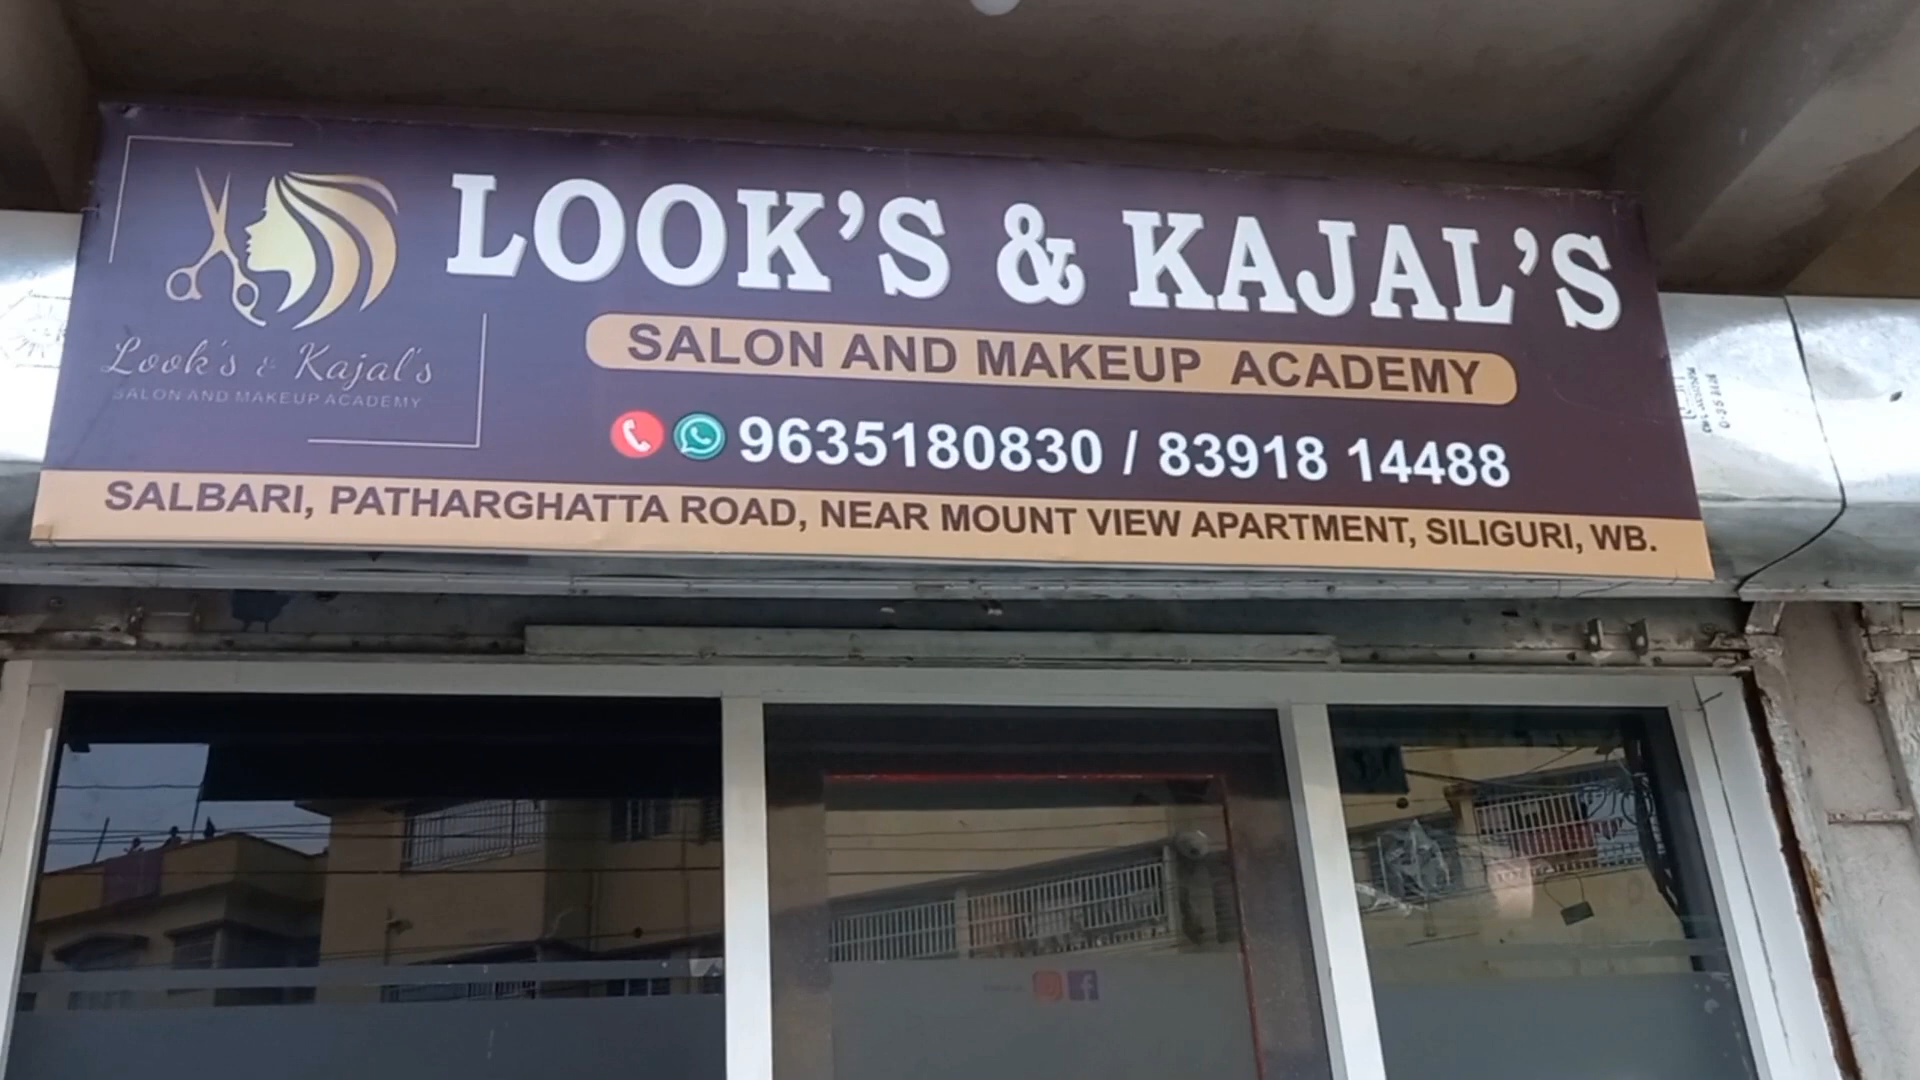 LOOK'S & KAJAL'S
SALON AND MAKEUP ACADEMY
9635180830 / 83918 14488
Look's & Kajal's
SALON AND MAKEUP ACADEMY
SALBARI, PATHARGHATTA ROAD, NEAR MOUNT VIEW APARTMENT, SILIGURI, WB.